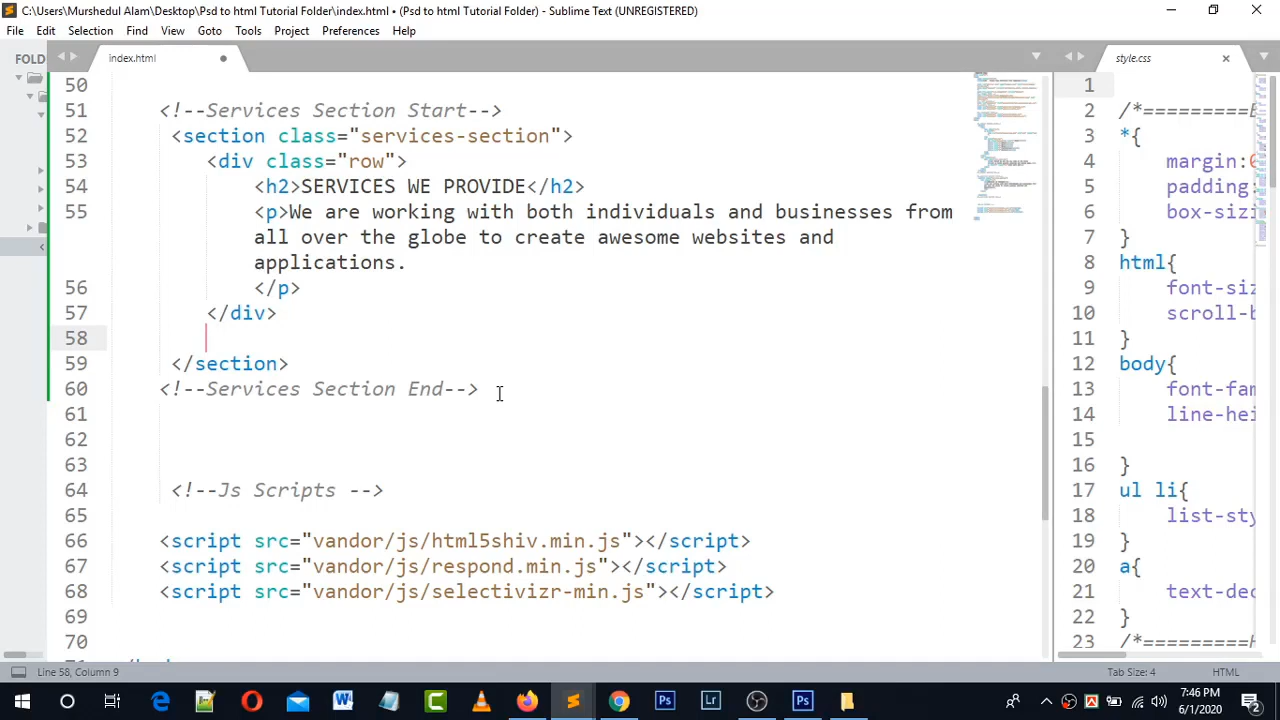 C:\Users\Murshedul Alam\Desktop\Psd to html Tutorial Folder\index.html • (Psd to html Tutorial Folder) - Sublime Text (UNREGISTERED)
File Edit Selection Find View Goto Tools Project Preferences Help
FOLD
index.html
style.css
50
51 <!--Services Section Start-->
52 <section class="services-section">
53 <div class="row">
54 <h2>SERVICES WE PROVIDE</h2>
55 <p We are working with both individuals and businesses from
all over the globe to create awesome websites and
applications.
56 </p>
57 </div>
58
59 </section>
60 <!--Services Section End-->
61
62
63
64 <!--Js Scripts -->
65
66 <script src="vandor/js/html5shiv.min.js"></script>
67 <script src="vandor/js/respond.min.js"></script>
68 <script src="vandor/js/selectivizr-min.js"></script>
69
70
1
2 /*=========
3 *{
4 margin:0
5 padding:
6 box-sizi
7 }
8 html{
9 font-siz
10 scroll-b
11 }
12 body{
13 font-fam
14 line-hei
15
16 }
17 ul li{
18 list-sty
19 }
20 a{
21 text-dec
22 }
23 /*=========
Line 58, Column 9
Tab Size: 4
HTML
7:46 PM
6/1/2020
2